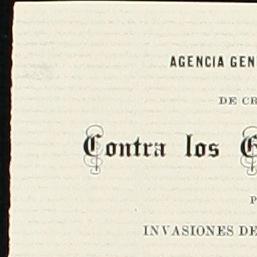 AGENCIA GEN
DE CR
Contra los
P
INVASIONES DE